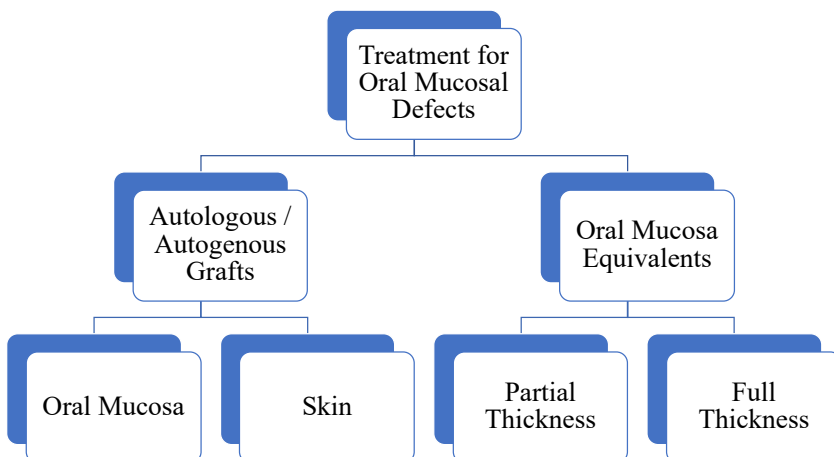 Treatment for
Oral Mucosal
Defects
Autologous /
Autogenous
Grafts
Oral Mucosa
Equivalents
Oral Mucosa
Skin
Partial
Thickness
Full
Thickness